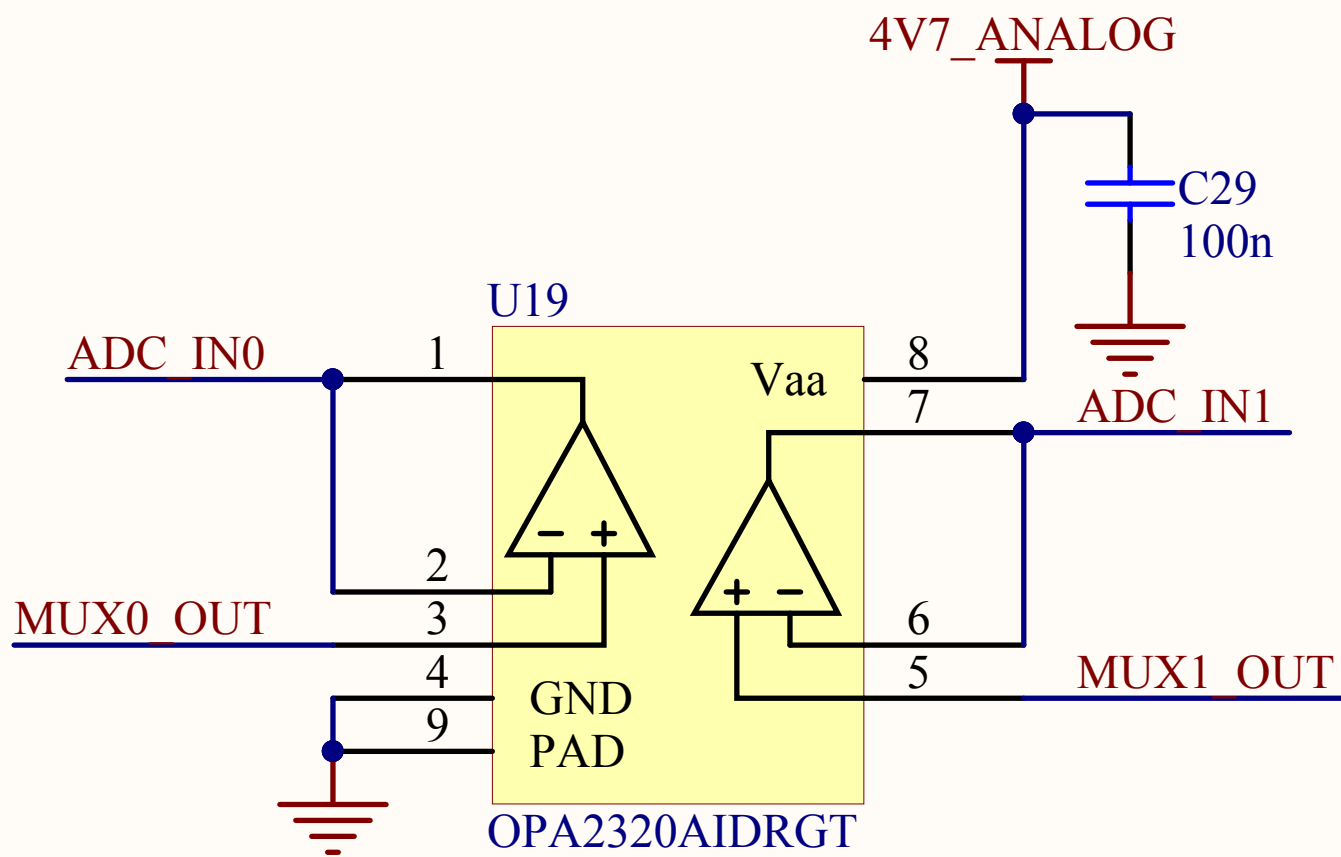 4V7_ANALOG
C29
100n
U19
ADC_IN0
1
Vaa
8
7
ADC_IN1
2
MUX0_OUT
3
6
4
GND
5
MUX1_OUT
9
PAD
OPA2320AIDRGT